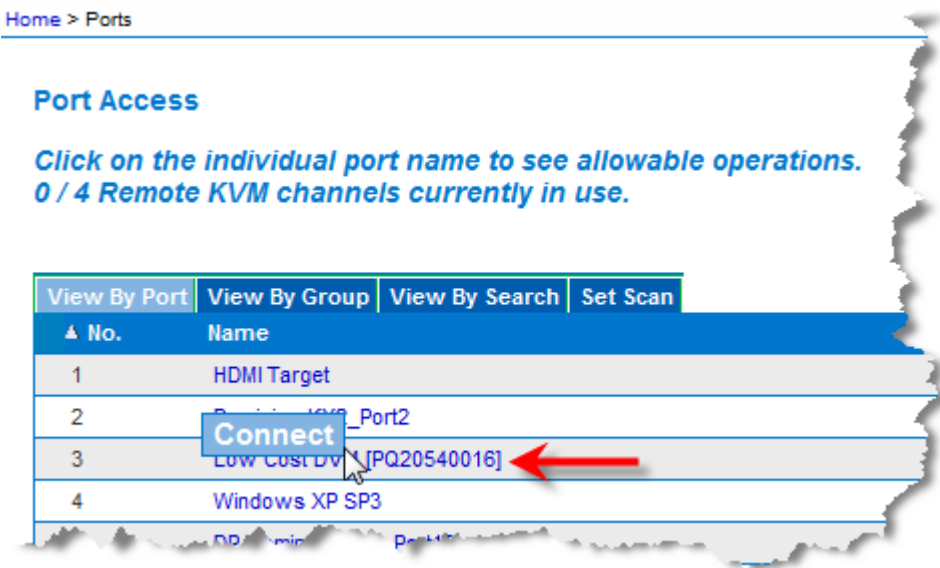 Home > Ports
Port Access
Click on the individual port name to see allowable operations.
0 / 4 Remote KVM channels currently in use.
View By Port View By Group View By Search Set Scan
▲ No. Name
1 HDMI Target
2 _Port2
Connect
3 Low Cost [PQ20540016]
4 Windows XP SP3